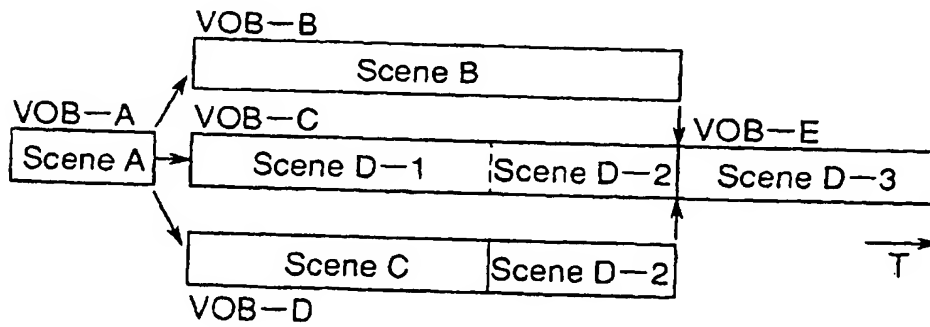 VOB—B
Scene B
VOB—A
Scene A
VOB—C
Scene D—1
Scene D—2
VOB—E
Scene D—3
Scene C
Scene D—2
VOB—D
T